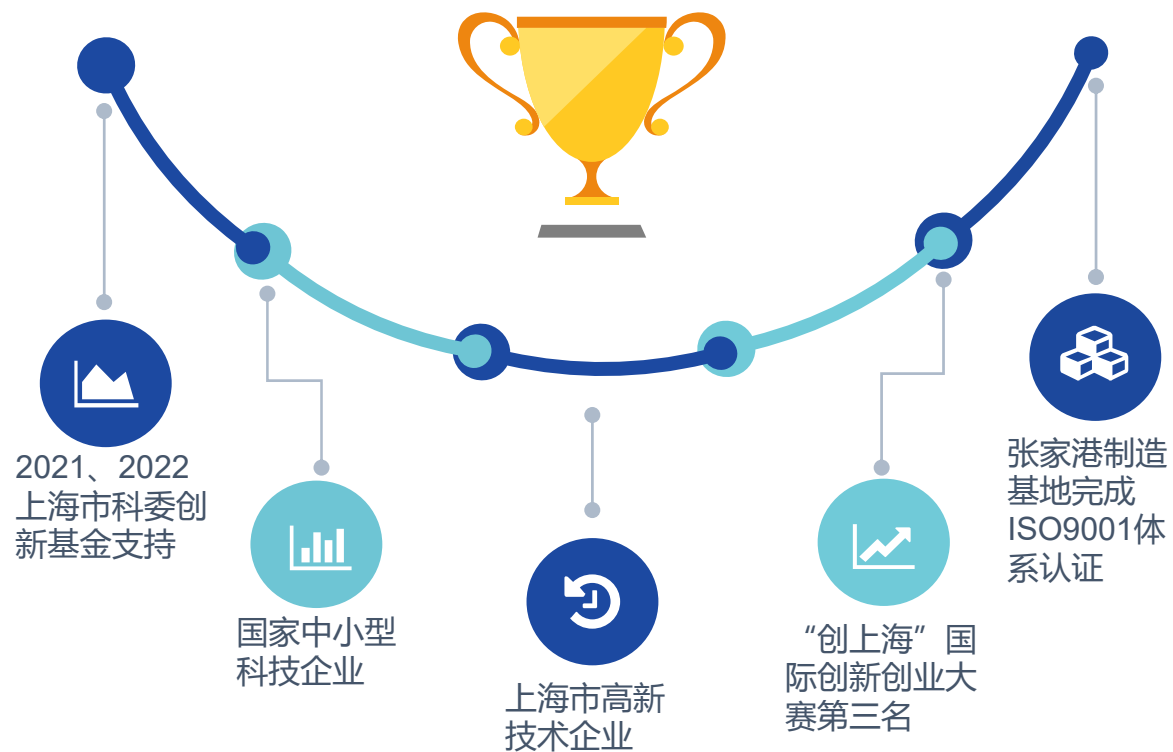 2021、2022
上海市科委创
新基金支持
国家中小型
科技企业
上海市高新
技术企业
“创上海”国
际创新创业大
赛第三名
张家港制造
基地完成
ISO9001体
系认证